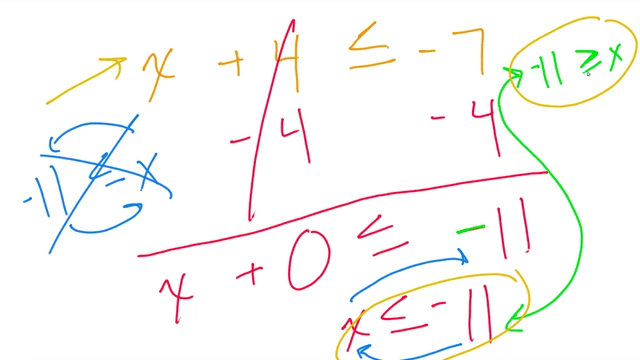 x + 4 ≤ -7
-11 ≥ x
- 4 - 4
-11 ≤ -x
x + 0 ≤ -11
x ≤ -11